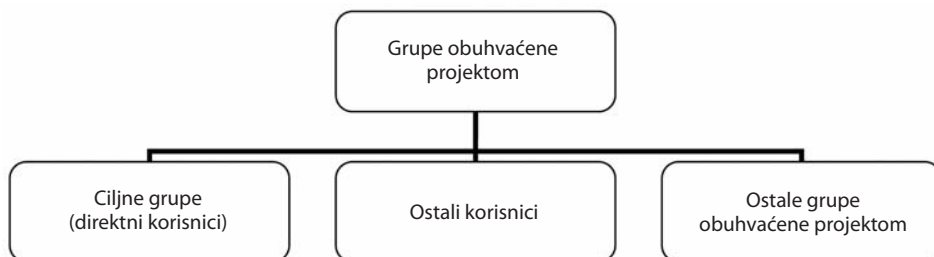 Grupe obuhvaćene
projektom
Ciljne grupe
(direktni korisnici)
Ostali korisnici
Ostale grupe
obuhvaćene projektom